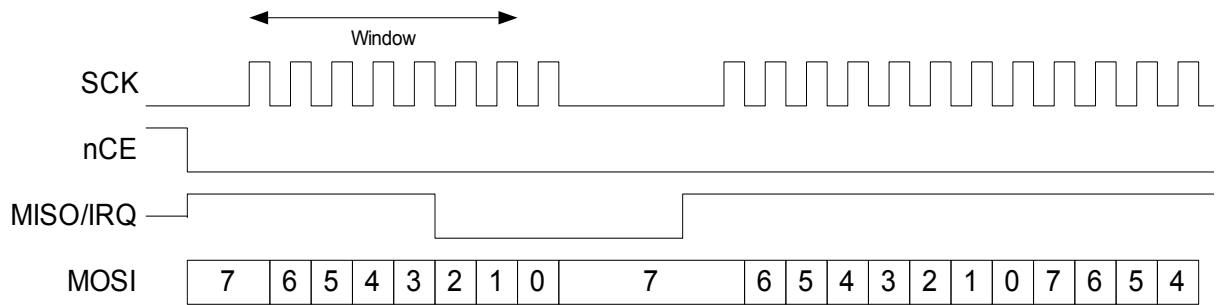 Window
SCK
nCE
MISO/IRQ
MOSI 7 6 5 4 3 2 1 0 7 6 5 4 3 2 1 0 7 6 5 4